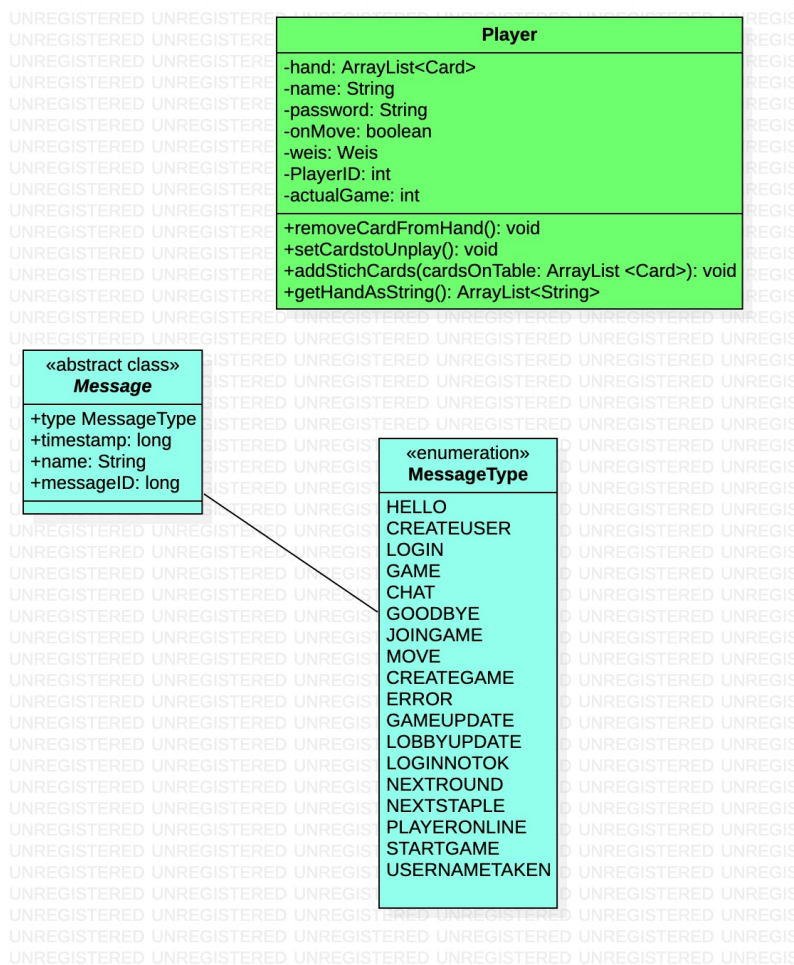 Player
-hand: ArrayList<Card>
-name: String
-password: String
-onMove: boolean
-weis: Weis
-PlayerID: int
-actualGame: int
+removeCardFromHand(): void
+setCardstoUnplay(): void
+addStichCards(cardsOnTable: ArrayList <Card>): void
+getHandAsString(): ArrayList<String>
«abstract class»
Message
+type MessageType
+timestamp: long
+name: String
+messageID: long
«enumeration»
MessageType
HELLO
CREATEUSER
LOGIN
GAME
CHAT
GOODBYE
JOINGAME
MOVE
CREATEGAME
ERROR
GAMEUPDATE
LOBBYUPDATE
LOGINNOTOK
NEXTROUND
NEXTSTAPLE
PLAYERONLINE
STARTGAME
USERNAMETAKEN
UNREGISTERED